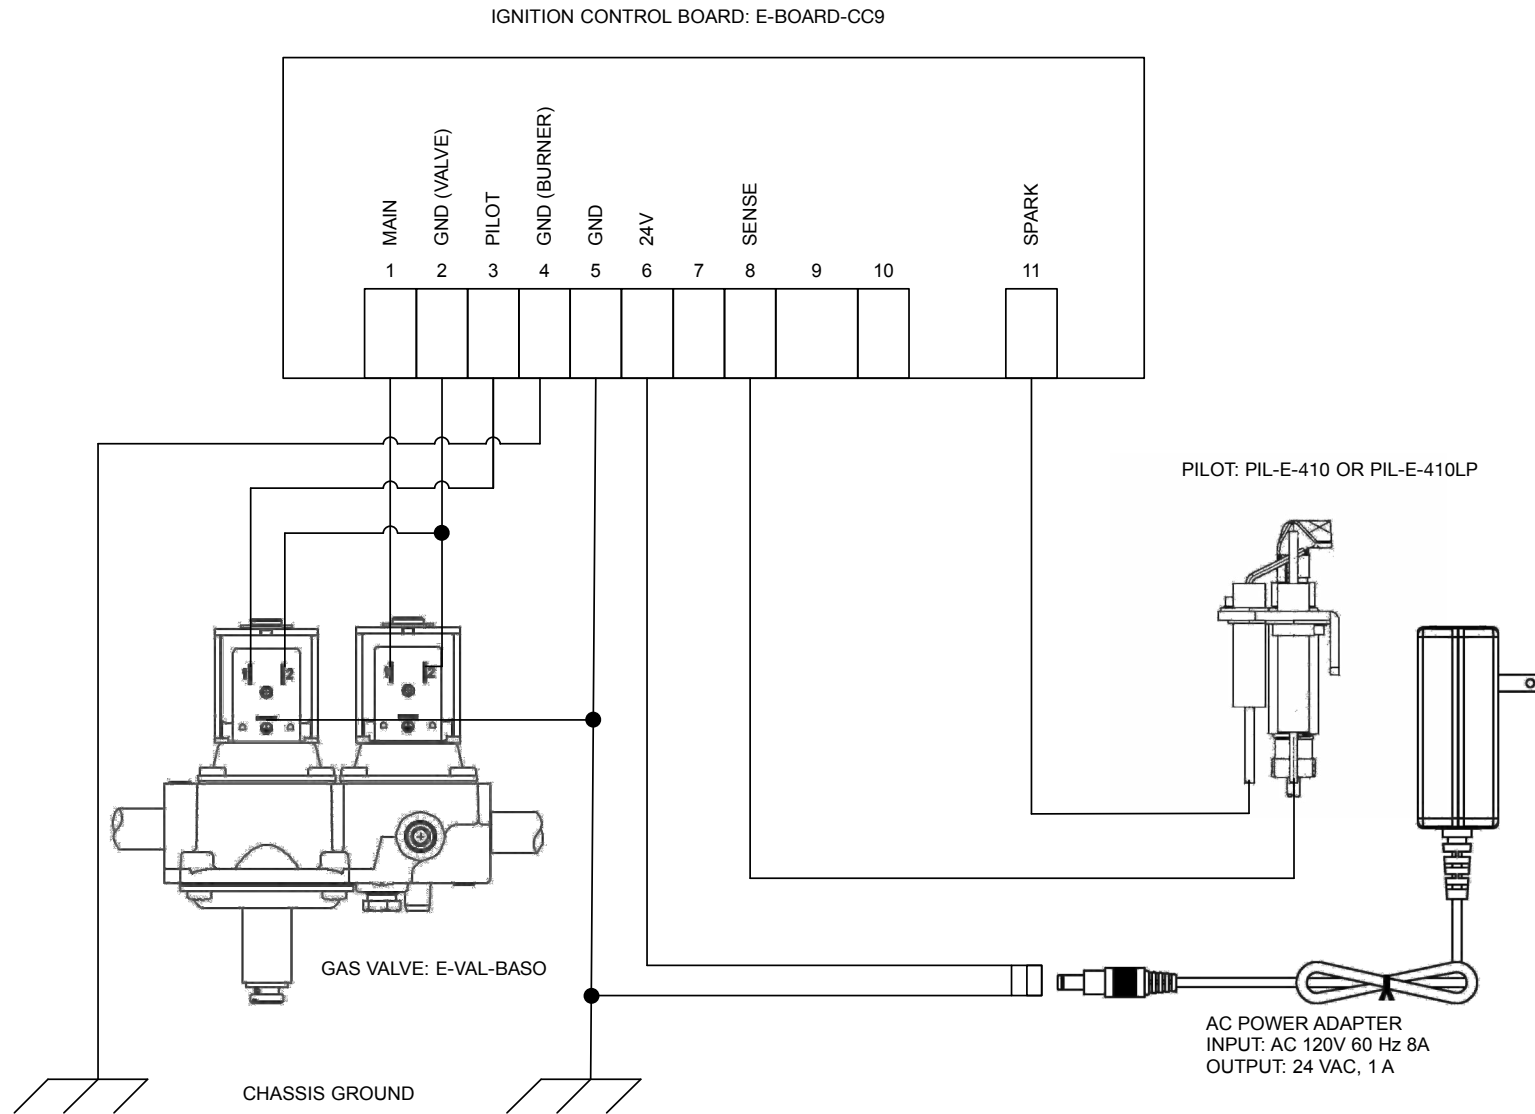 IGNITION CONTROL BOARD: E-BOARD-CC9
MAIN
GND (VALVE)
PILOT
GND (BURNER)
GND
24V
SENSE
SPARK
1 2 3 4 5 6 7 8 9 10 11
PILOT: PIL-E-410 OR PIL-E-410LP
1 2 1 2
GAS VALVE: E-VAL-BASO
AC POWER ADAPTER
INPUT: AC 120V 60 Hz 8A
OUTPUT: 24 VAC, 1 A
CHASSIS GROUND